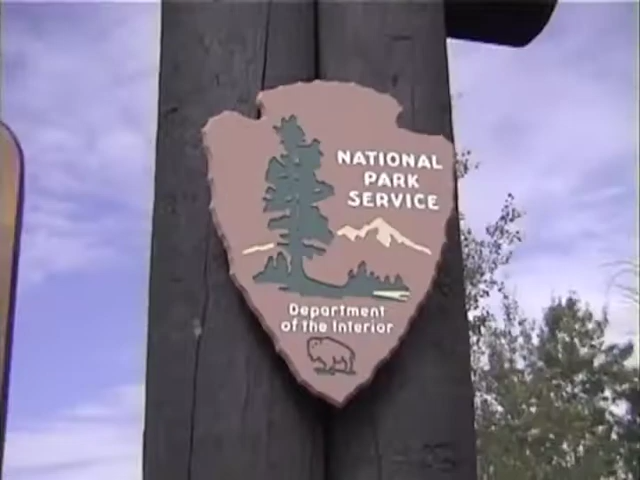 NATIONAL
PARK
SERVICE
Department
of the Interior